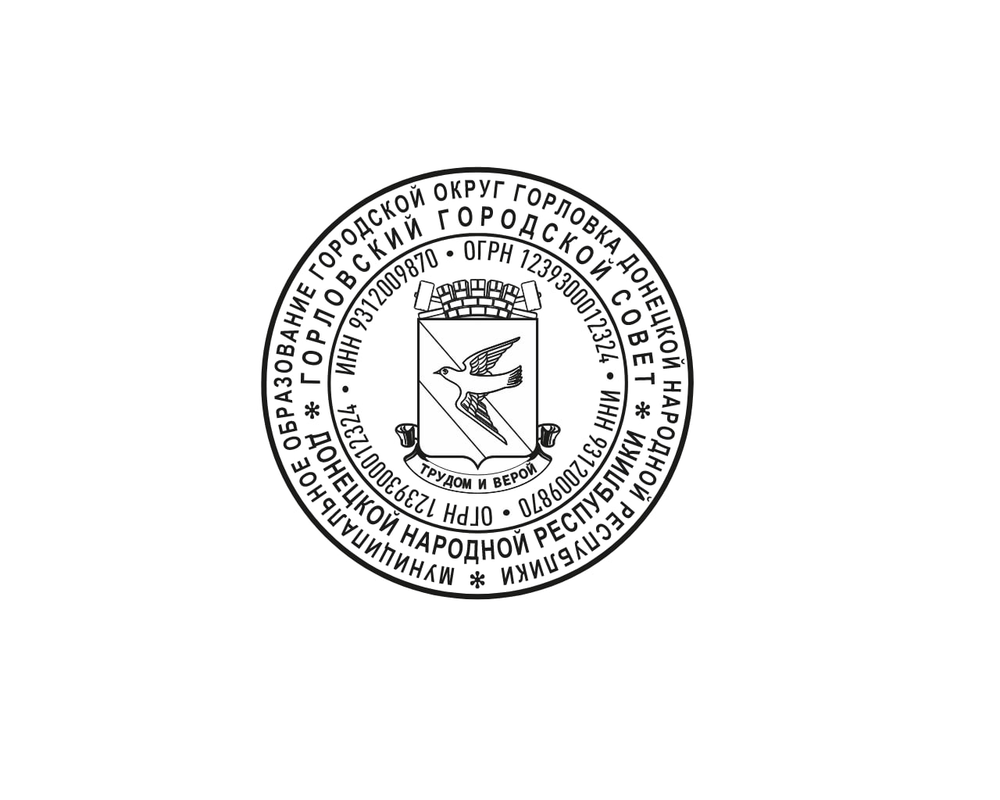 МУНИЦИПАЛЬНОЕ ОБРАЗОВАНИЕ ГОРОДСКОЙ ОКРУГ ГОРЛОВКА ДОНЕЦКОЙ НАРОДНОЙ РЕСПУБЛИКИ *
ГОРЛОВСКИЙ ГОРОДСКОЙ СОВЕТ *
ДОНЕЦКОЙ НАРОДНОЙ РЕСПУБЛИКИ *
ИНН 9312009870 • ОГРН 1239300012324 • ИНН 9312009870 • ОГРН 1239300012324 •
ТРУДОМ И ВЕРОЙ